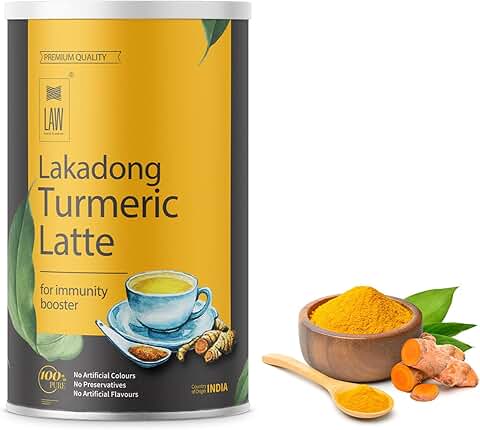 PREMIUM QUALITY
®
LAW
Lakadong
Turmeric
Latte
for immunity
booster
100%
PURE
No Artificial Colours
No Preservatives
No Artificial Flavours
Country
of Origin INDIA